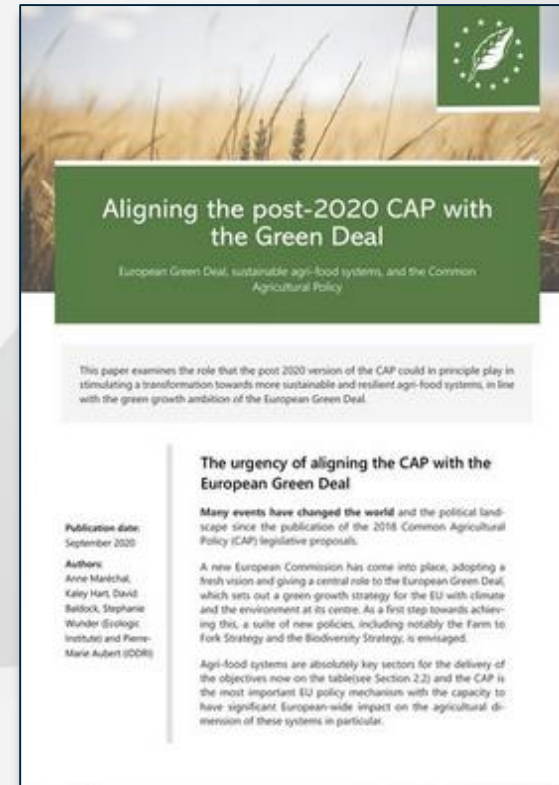 Aligning the post-2020 CAP with
the Green Deal
European Green Deal, sustainable agri-food systems, and the Common
Agricultural Policy
This paper examines the role that the post 2020 version of the CAP could in principle play in
stimulating a transformation towards more sustainable and resilient agri-food systems, in line
with the green growth ambition of the European Green Deal.
The urgency of aligning the CAP with the
European Green Deal
Publication date:
September 2020
Authors:
Anne Maréchal,
Kaley Hart, David
Baldock, Stephanie
Wunder (Ecologic
Institute) and Pierre-
Marie Aubert (IDDRI)
Many events have changed the world and the political land-
scape since the publication of the 2018 Common Agricultural
Policy (CAP) legislative proposals.
A new European Commission has come into place, adopting a
fresh vision and giving a central role to the European Green Deal,
which sets out a green growth strategy for the EU with climate
and the environment at its centre. As a first step towards achiev-
ing this, a suite of new policies, including notably the Farm to
Fork Strategy and the Biodiversity Strategy, is envisaged.
Agri-food systems are absolutely key sectors for the delivery of
the objectives now on the table(see Section 2.2) and the CAP is
the most important EU policy mechanism with the capacity to
have significant European-wide impact on the agricultural di-
mension of these systems in particular.